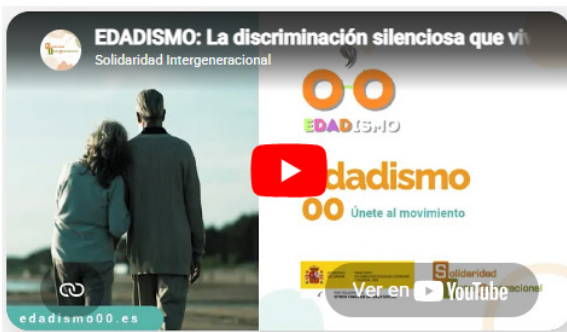 EDADISMO: La discriminación silenciosa que viv
Solidaridad Intergeneracional
EDADISMO
Edadismo
00 Únete al movimiento
Solidaridad
Ver en YouTube
edadismo00.es